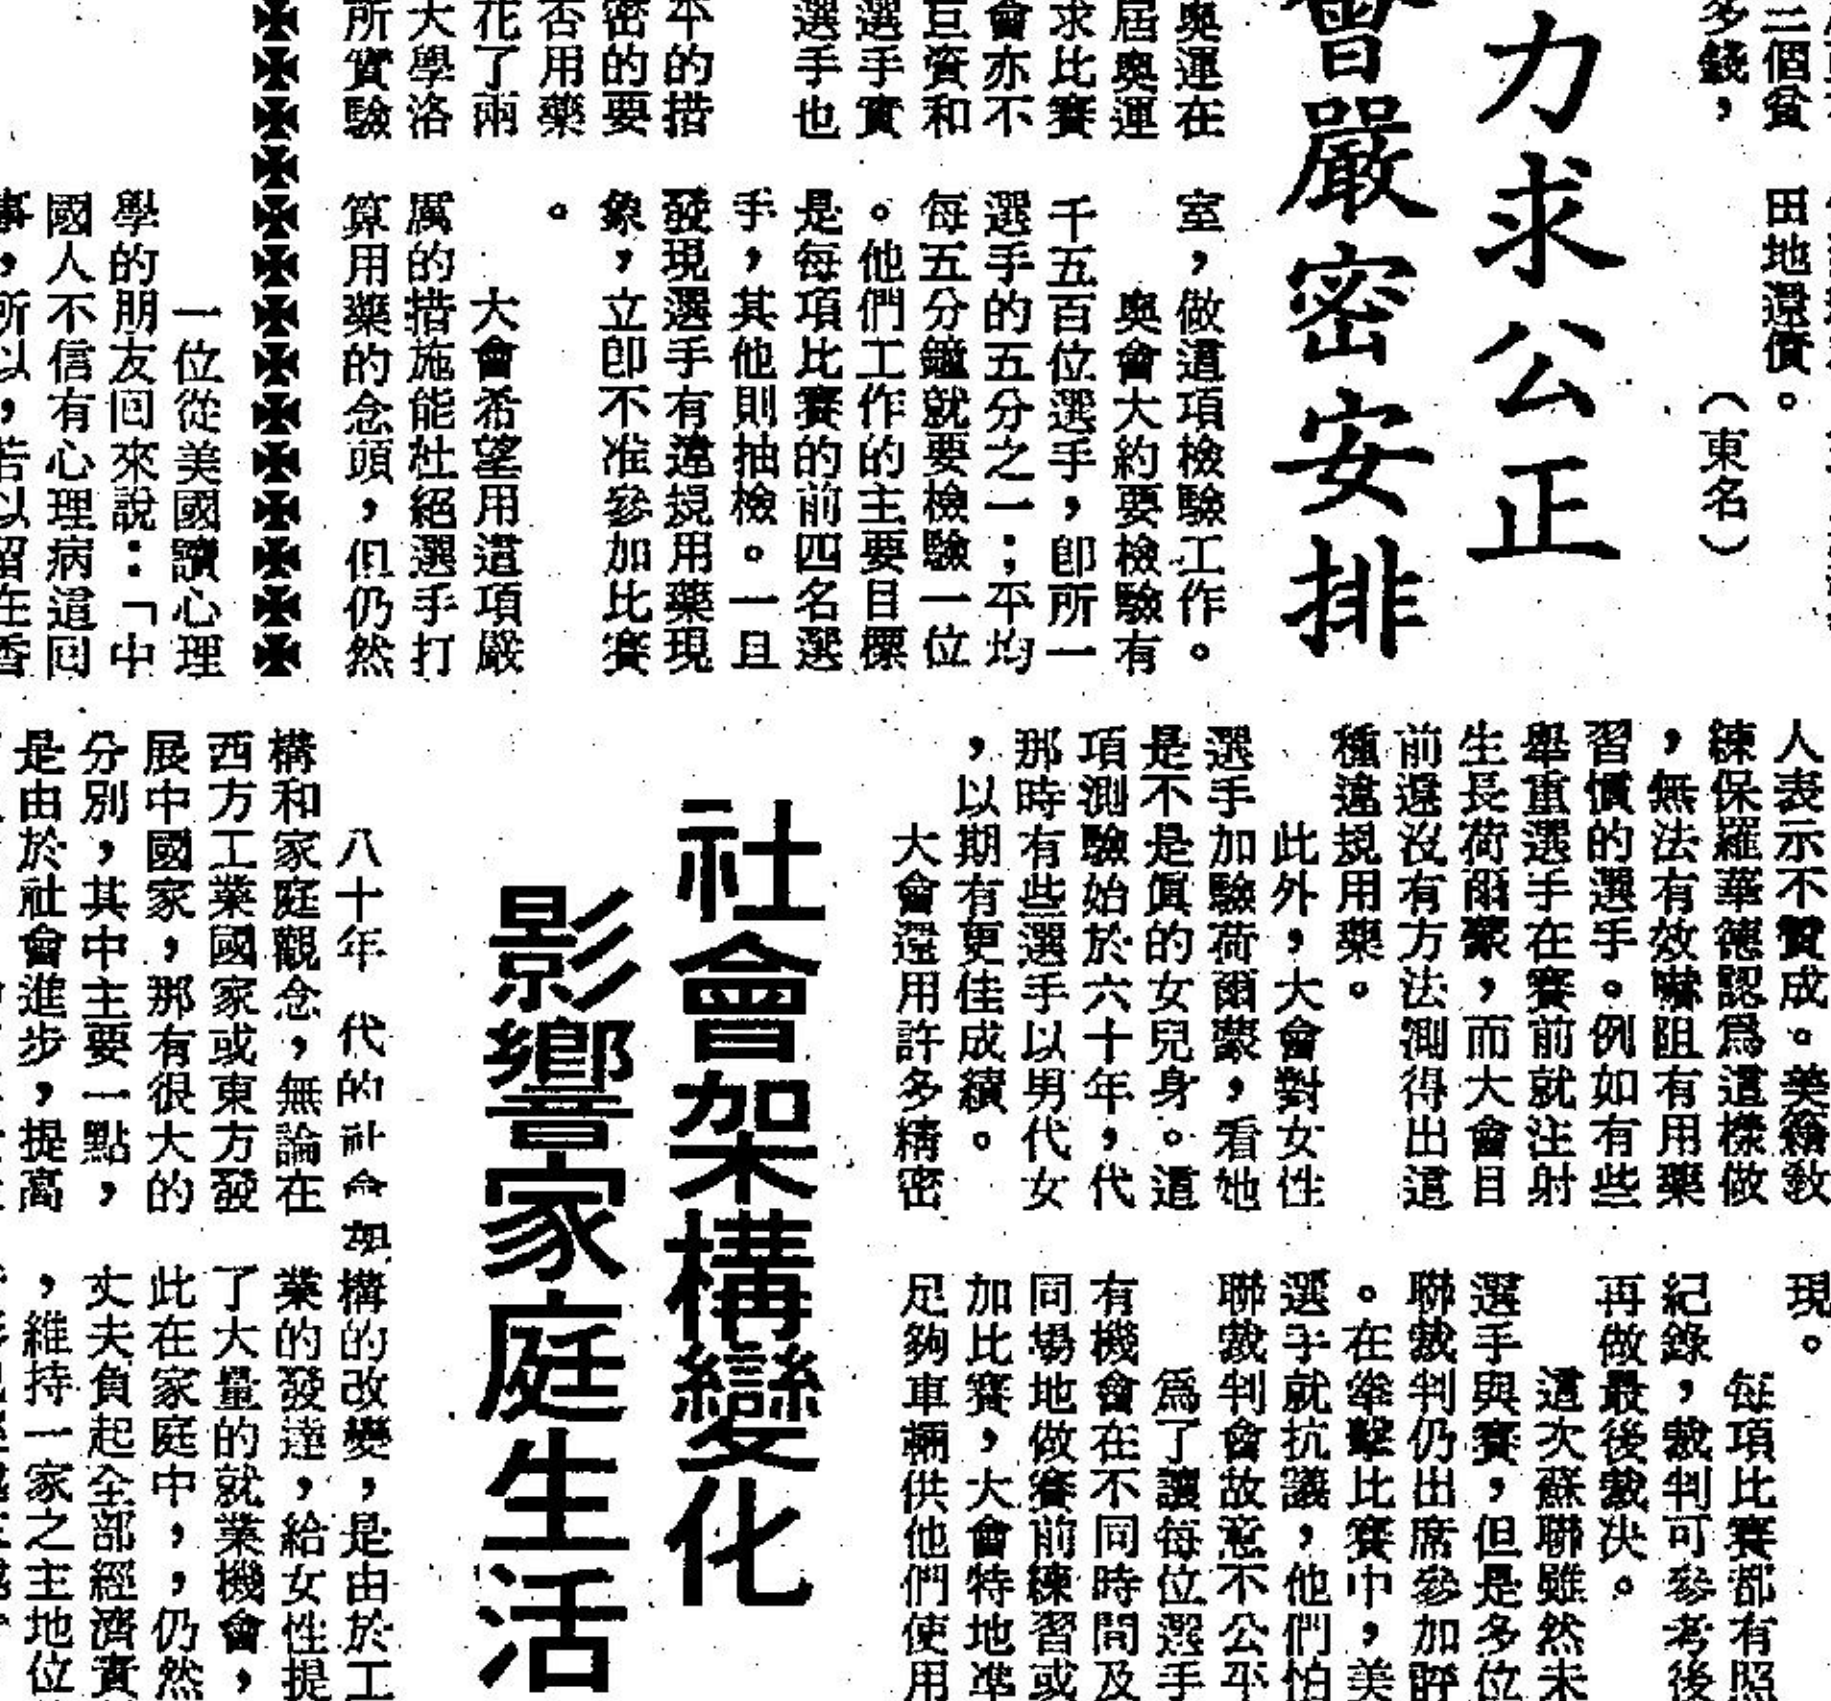 三個貧
多錢，
田地還債。
（東名）
力求公正
會嚴密安排
奧運在
屆奧運
求比賽
會亦不
巨資和
選手實
選手也
平的措
密的要
否用藥
花了兩
大學洛
所實驗
室，做這項檢驗工作。
奧會大約要檢驗有
千五百位選手，卽所一
選手的五分之一；平均
每五分鐘就要檢驗一位
。他們工作的主要目標
是每項比賽的前四名選
手，其他則抽檢。一旦
發現選手有違規用藥現
象，立卽不准參加比賽
。
大會希望用這項嚴
厲的措施能杜絕選手打
算用藥的念頭，但仍然
人表示不贊成。美籍教
練保羅華德認爲這樣做
，無法有效嚇阻有用藥
習慣的選手。例如有些
舉重選手在賽前就注射
生長荷爾蒙，而大會目
前還沒有方法測得出這
種違規用藥。
此外，大會對女性
選手加驗荷爾蒙，看她
是不是眞的女兒身。這
項測驗始於六十年，代
那時有些選手以男代女
，以期有更佳成績。
大會還用許多精密
現。
每項比賽都有照
紀錄，裁判可參考後
再做最後裁決。
這次蘇聯雖然未
選手與賽，但是多位
聯裁判仍出席參加評
。在拳擊比賽中，美
選手就抗議，他們怕
聯裁判會故意不公平
爲了讓每位選手
有機會在不同時間及
同場地做賽前練習或
加比賽，大會特地準
足夠車輛供他們使用
一位從美國讀心理
學的朋友回來說：「中
國人不信有心理病這回
事，所以，若以留在香
社會架構變化
影響家庭生活
八十年代的社會架
構和家庭觀念，無論在
西方工業國家或東方發
展中國家，那有很大的
分別，其中主要一點，
是由於社會進步，提高
構的改變，是由於工
業的發達，給女性提
了大量的就業機會，
此在家庭中，，仍然
丈夫負起全部經濟責
，維持一家之主地位